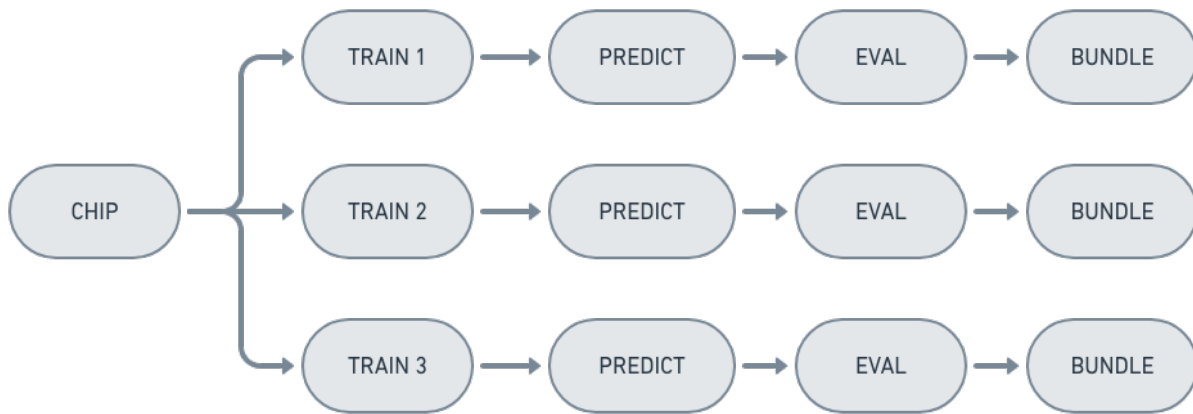 TRAIN 1 PREDICT EVAL BUNDLE
CHIP TRAIN 2 PREDICT EVAL BUNDLE
TRAIN 3 PREDICT EVAL BUNDLE